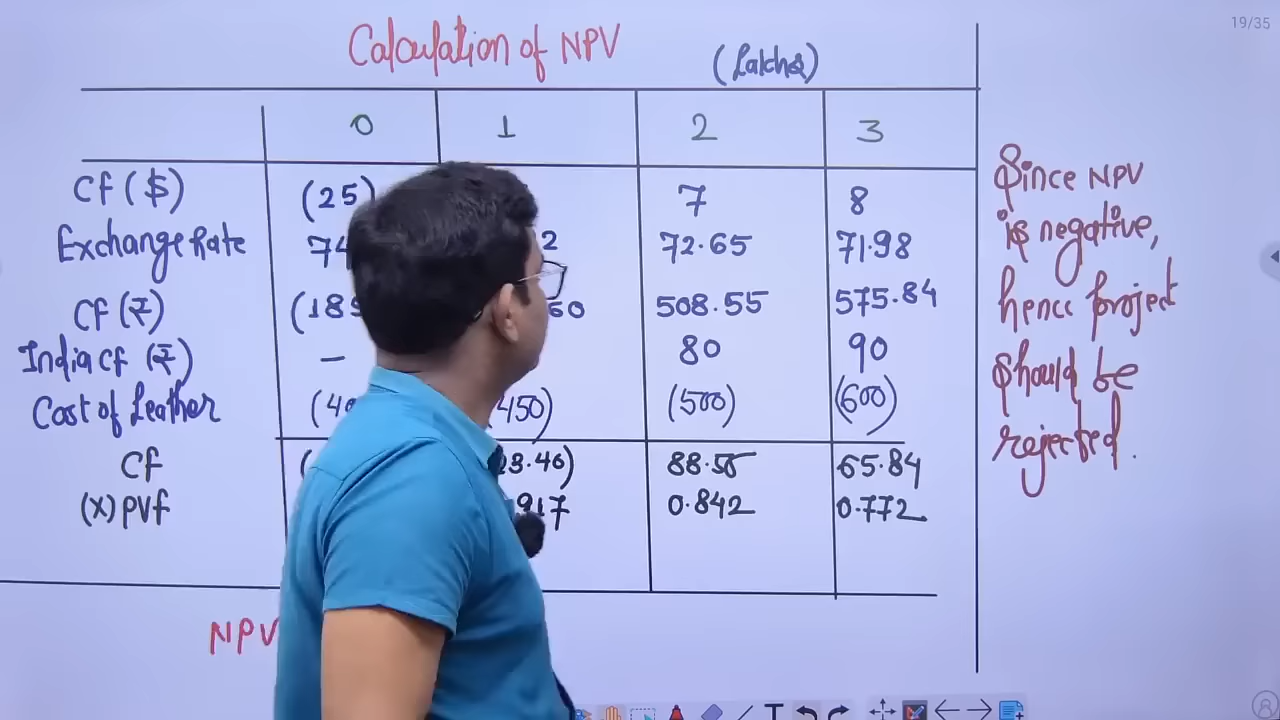 19/35
Calculation of NPV (Lakhs)
0 1 2 3
Cf ($) (25) 7 8
Exchange Rate 72.65 71.98
Cf (₹) 508.55 575.84
India Cf (₹) — 80 90
Cost of Leather (450) (500) (600)
Cf 88.55 65.84
(x) PVf 0.842 0.772
NPV
Since NPV
is negative,
hence project
should be
rejected.